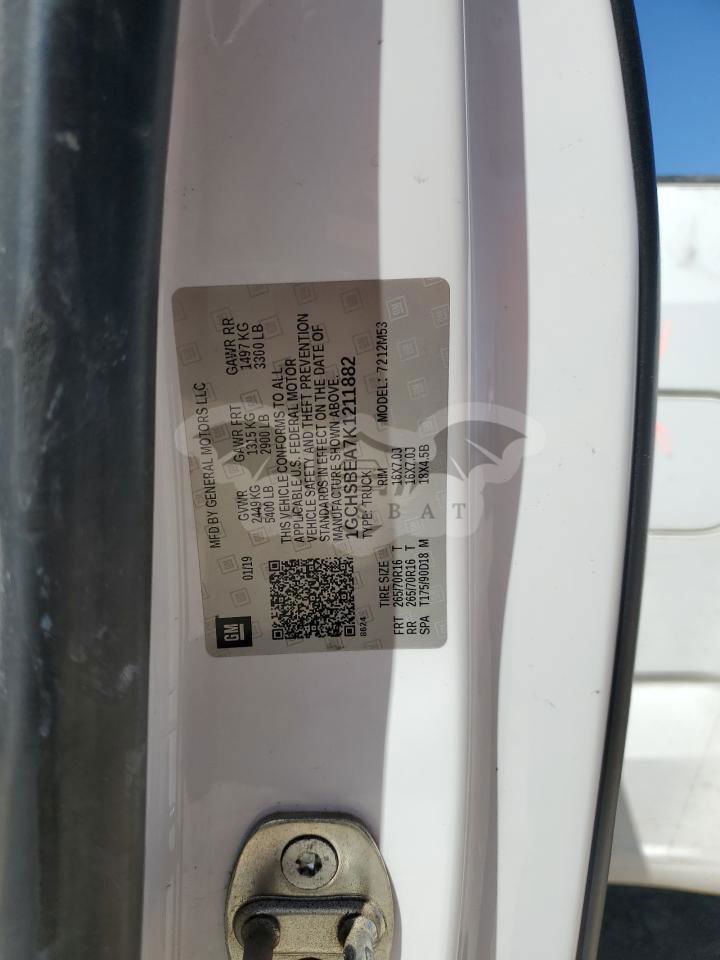 GM
MFD BY GENERAL MOTORS LLC
01/19
GVWR GAWR FRT GAWR RR
2449 KG 1315 KG 1497 KG
5400 LB 2900 LB 3300 LB
THIS VEHICLE CONFORMS TO ALL
APPLICABLE U.S. FEDERAL MOTOR
VEHICLE SAFETY AND THEFT PREVENTION
STANDARDS IN EFFECT ON THE DATE OF
MANUFACTURE SHOWN ABOVE.
1GCHSBEA7K1211882
8624 TYPE: TRUCK MODEL: 7212M53
TIRE SIZE RIM
FRT 265/70R16 T 16X7.0J
RR 265/70R16 T 16X7.0J
SPA T175/90D18 M 18X4.5B
BAT